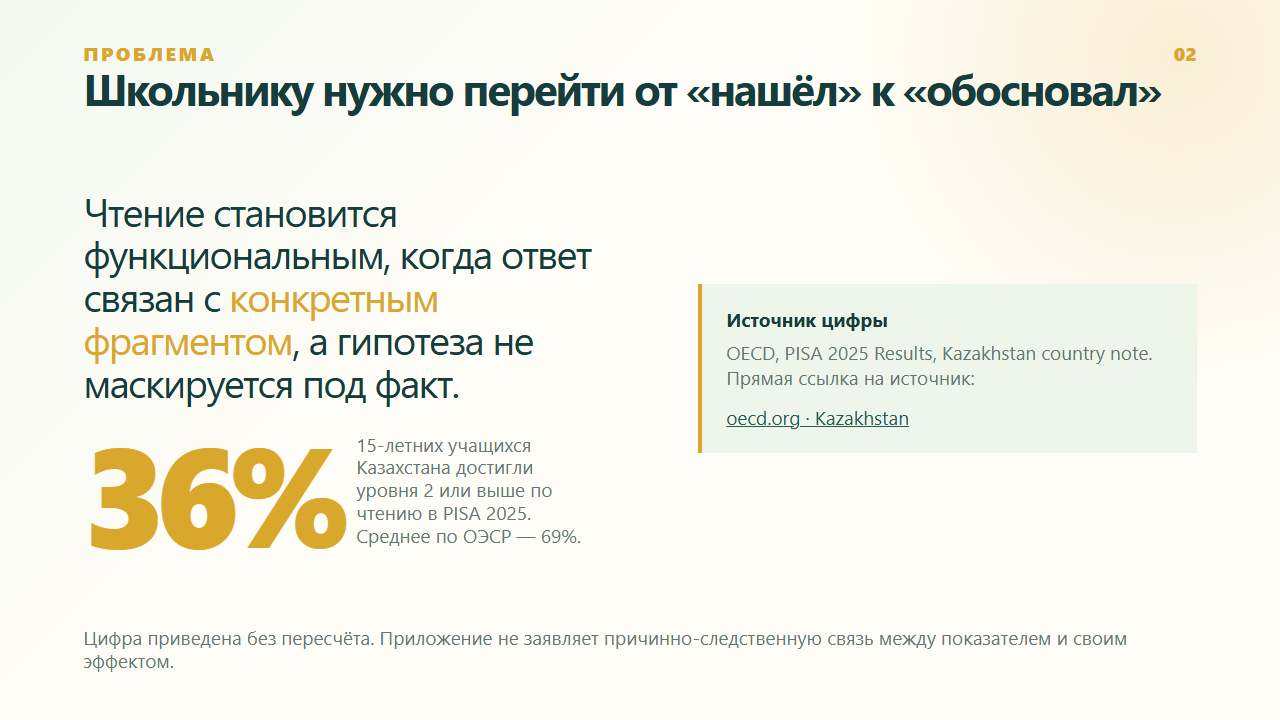 ПРОБЛЕМА
02
Школьнику нужно перейти от «нашёл» к «обосновал»
Чтение становится
функциональным, когда ответ
связан с конкретным
фрагментом, а гипотеза не
маскируется под факт.
36%
15-летних учащихся
Казахстана достигли
уровня 2 или выше по
чтению в PISA 2025.
Среднее по ОЭСР — 69%.
Источник цифры
OECD, PISA 2025 Results, Kazakhstan country note.
Прямая ссылка на источник:
oecd.org · Kazakhstan
Цифра приведена без пересчёта. Приложение не заявляет причинно-следственную связь между показателем и своим
эффектом.